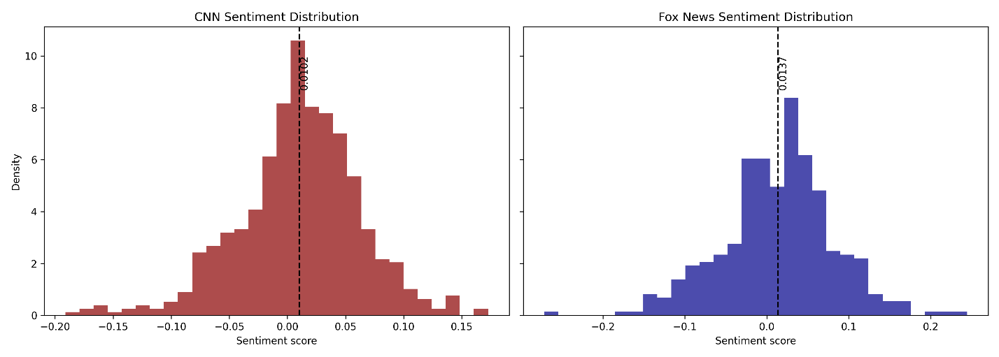 CNN Sentiment Distribution
Fox News Sentiment Distribution
Density
10
8
6
4
2
0
0.0102
0.0137
−0.20 −0.15 −0.10 −0.05 0.00 0.05 0.10 0.15
−0.2 −0.1 0.0 0.1 0.2
Sentiment score
Sentiment score